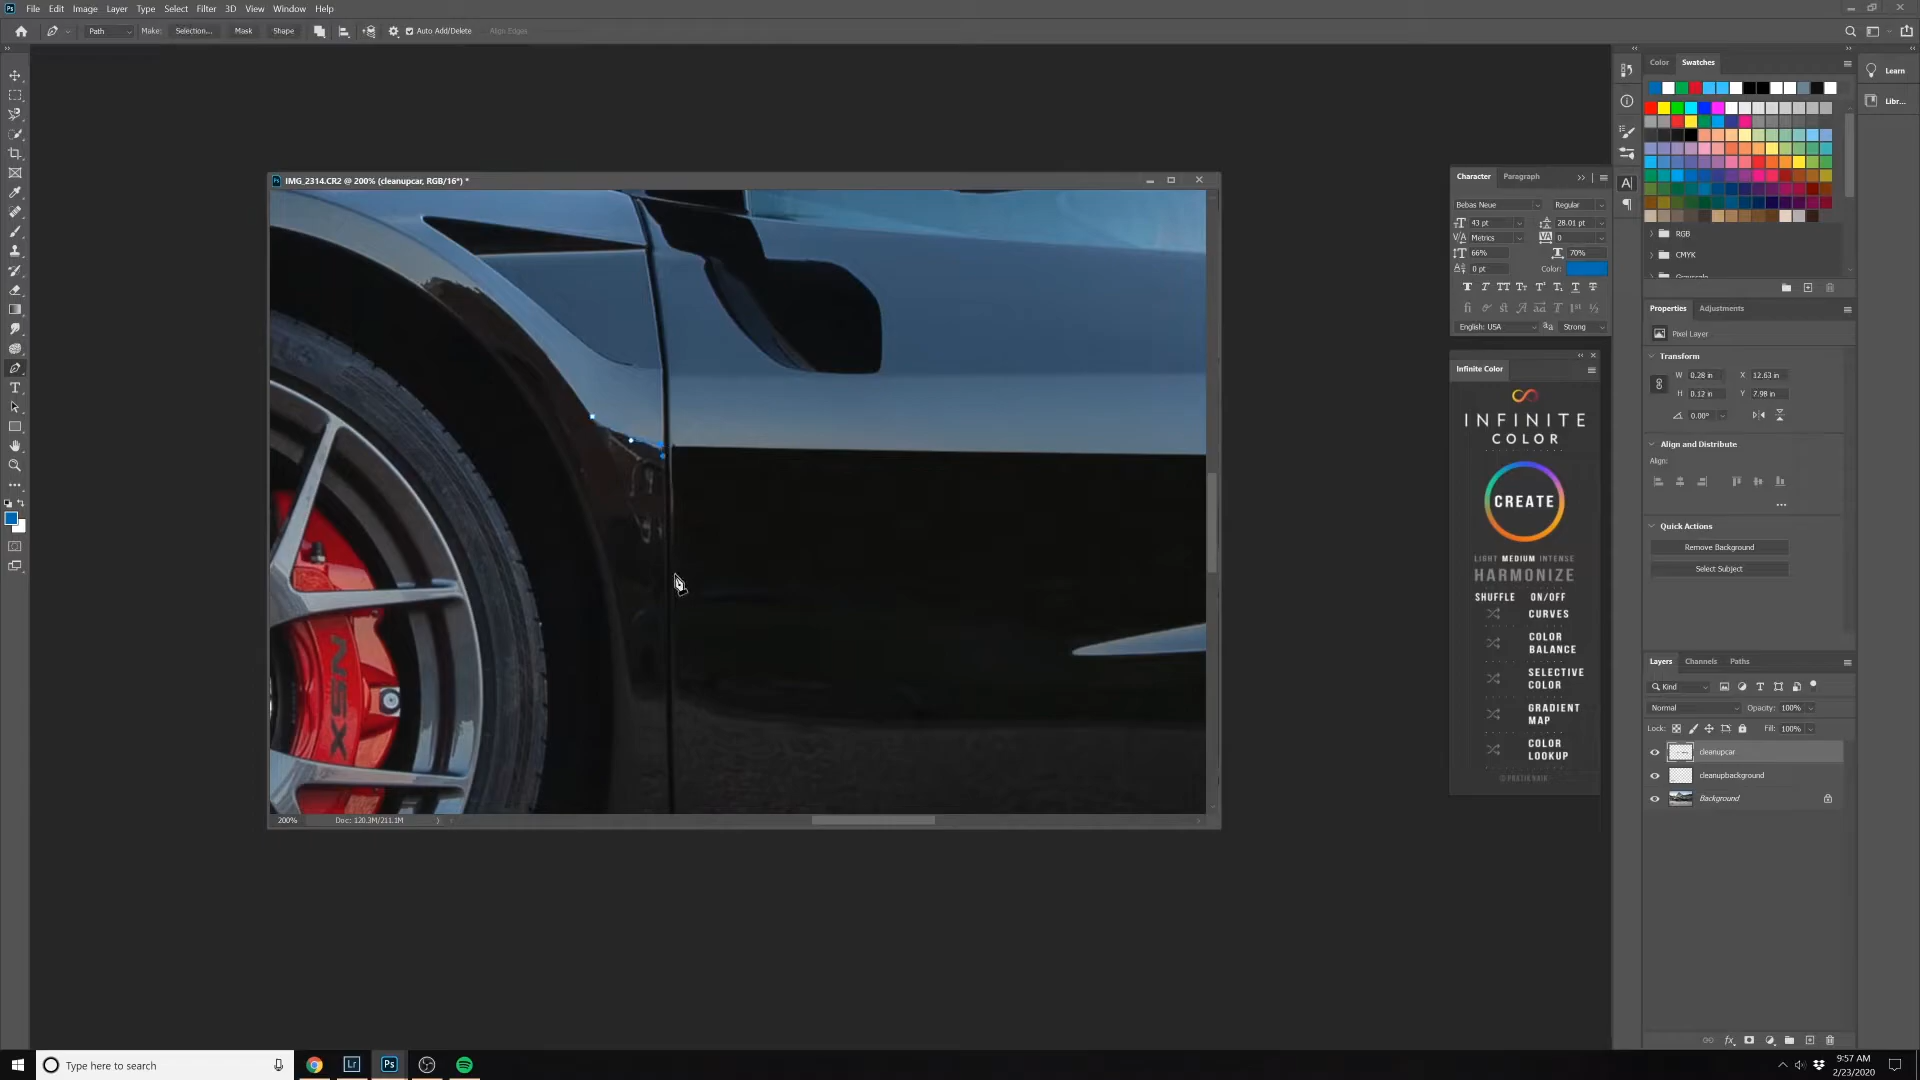 File Edit Image Layer Type Select Filter 3D View Window Help
Path Make: Selection... Mask Shape Auto Add/Delete Align Edges
IMG_2314.CR2 @ 200% (cleanupcar, RGB/16*) *
NSX
200% Doc: 120.3M/211.1M
Character Paragraph
Bebas Neue Regular
43 pt 28.01 pt
Metrics 0
66% 70%
0 pt Color:
English: USA Strong
Infinite Color
INFINITE
COLOR
CREATE
LIGHT MEDIUM INTENSE
HARMONIZE
SHUFFLE ON/OFF
CURVES
COLOR
BALANCE
SELECTIVE
COLOR
GRADIENT
MAP
COLOR
LOOKUP
Color Swatches
RGB
CMYK
Grayscale
Learn
Libr...
Properties Adjustments
Pixel Layer
Transform
W 0.28 in X 12.63 in
H 0.12 in Y 7.98 in
0.00°
Align and Distribute
Align:
Quick Actions
Remove Background
Select Subject
Layers Channels Paths
Kind
Normal Opacity: 100%
Lock: Fill: 100%
cleanupcar
cleanupbackground
Background
Type here to search
Lr
Ps
9:57 AM
2/23/2020